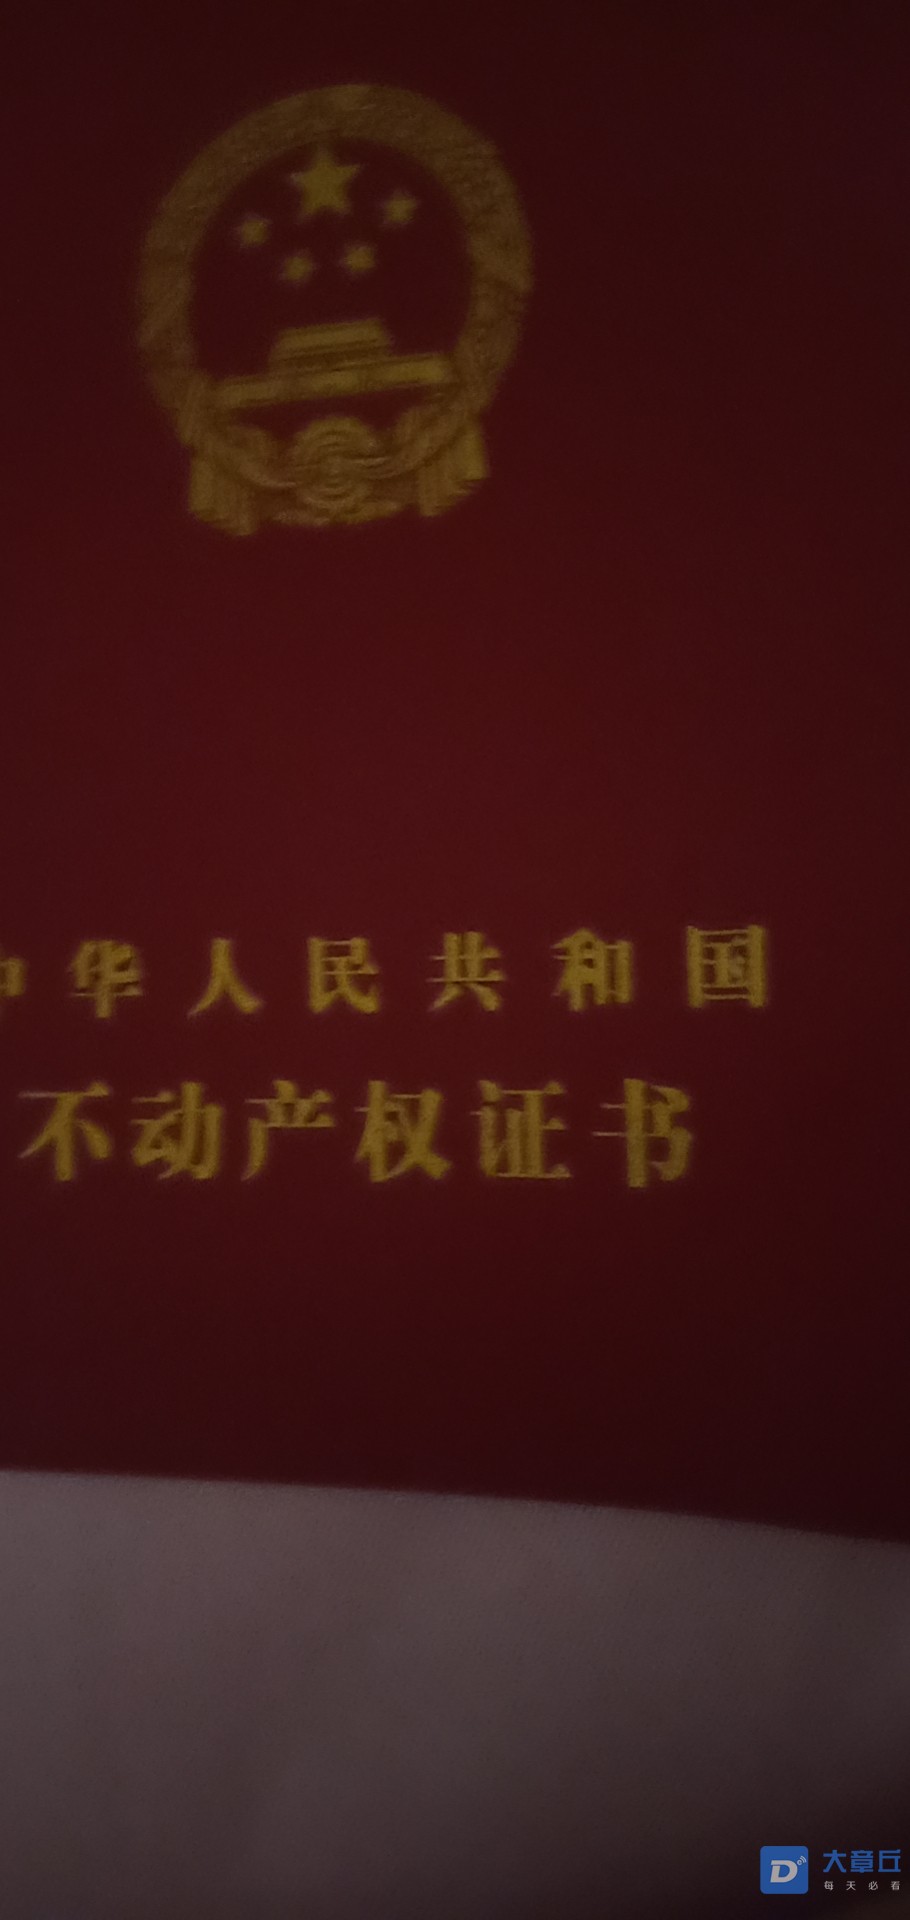 中华人民共和国
不动产权证书
大章丘
每天必看